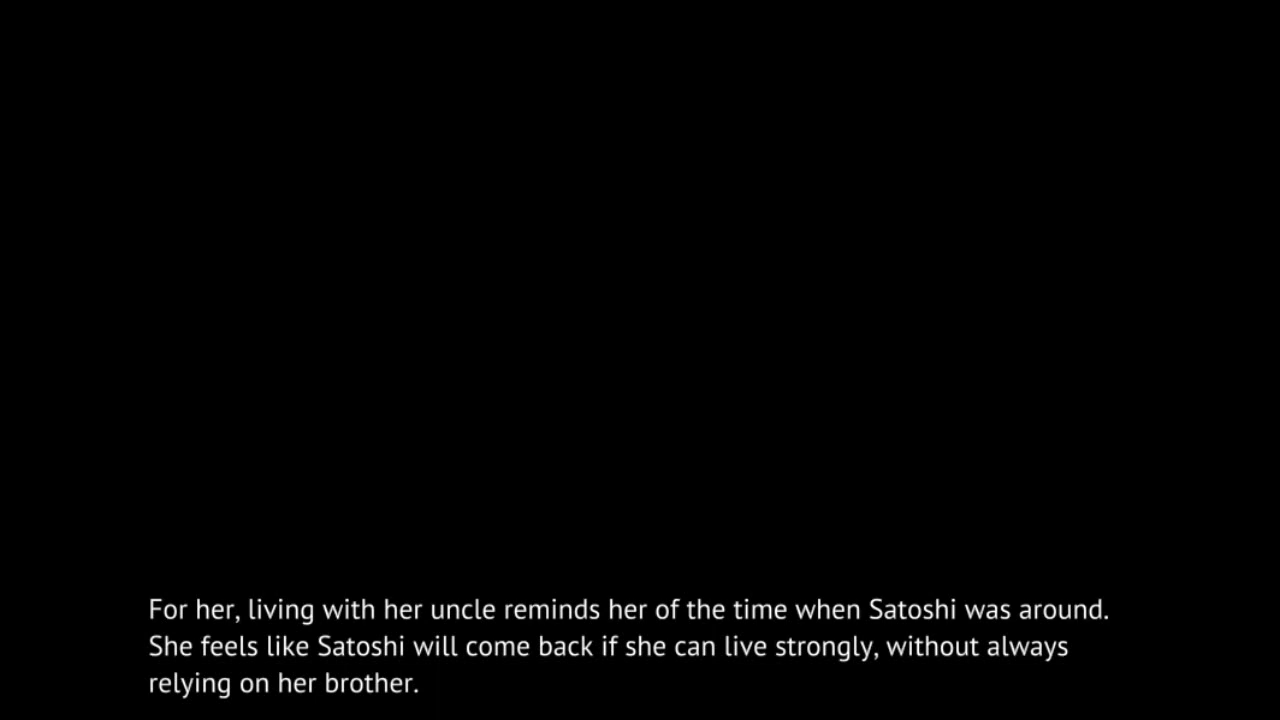 For her, living with her uncle reminds her of the time when Satoshi was around.
She feels like Satoshi will come back if she can live strongly, without always
relying on her brother.